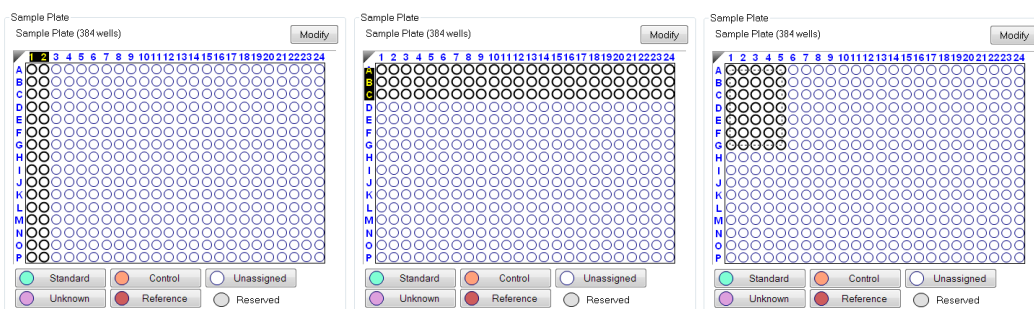 Sample Plate
Sample Plate (384 wells)
Modify
1 2 3 4 5 6 7 8 9 10 11 12 13 14 15 16 17 18 19 20 21 22 23 24
A
B
C
D
E
F
G
H
I
J
K
L
M
N
O
P
Standard
Control
Unassigned
Unknown
Reference
Reserved
Sample Plate
Sample Plate (384 wells)
Modify
1 2 3 4 5 6 7 8 9 10 11 12 13 14 15 16 17 18 19 20 21 22 23 24
A
B
C
D
E
F
G
H
I
J
K
L
M
N
O
P
Standard
Control
Unassigned
Unknown
Reference
Reserved
Sample Plate
Sample Plate (384 wells)
Modify
1 2 3 4 5 6 7 8 9 10 11 12 13 14 15 16 17 18 19 20 21 22 23 24
A
B
C
D
E
F
G
H
I
J
K
L
M
N
O
P
Standard
Control
Unassigned
Unknown
Reference
Reserved